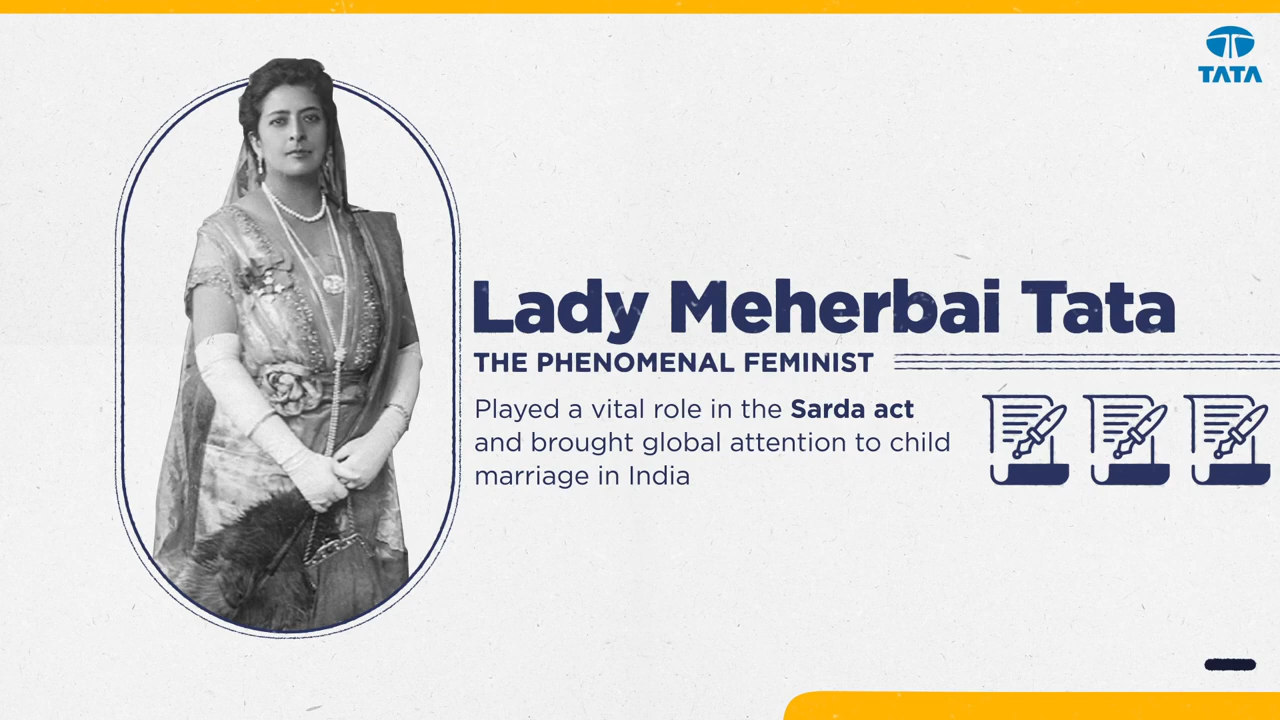 TATA
Lady Meherbai Tata
THE PHENOMENAL FEMINIST
Played a vital role in the Sarda act
and brought global attention to child
marriage in India